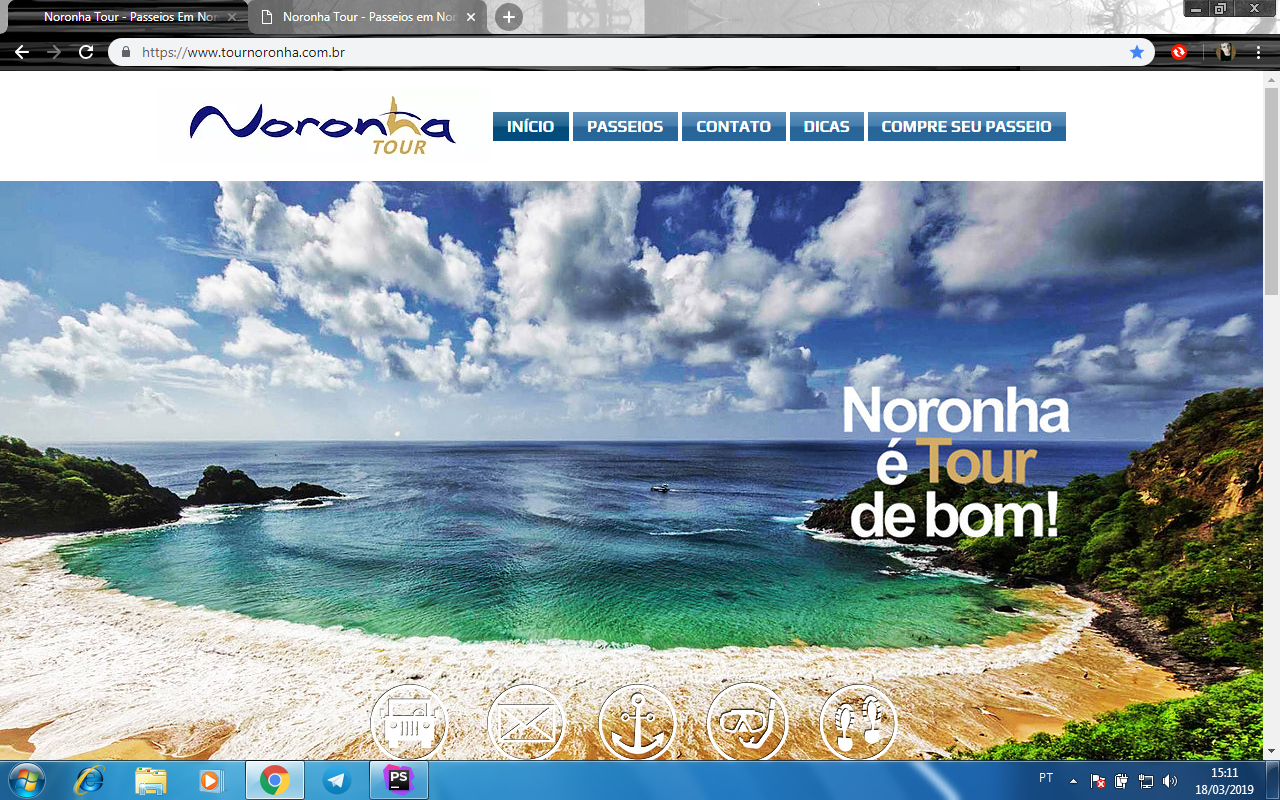 Noronha Tour - Passeios Em Nor
Noronha Tour - Passeios em Nor
https://www.tournoronha.com.br
Noronha
TOUR
INÍCIO
PASSEIOS
CONTATO
DICAS
COMPRE SEU PASSEIO
Noronha
é Tour
de bom!
PS
PT
15:11
18/03/2019